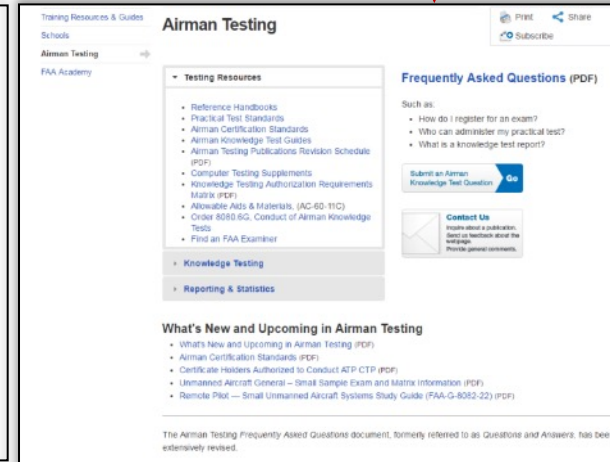 Training Resources & Guides
Schools
Airman Testing
FAA Academy
Airman Testing
Print
Share
Subscribe
Testing Resources
Reference Handbooks
Practical Test Standards
Airman Certification Standards
Airman Knowledge Test Guides
Airman Testing Publications Revision Schedule
(PDF)
Computer Testing Supplements
Knowledge Testing Authorization Requirements
Matrix (PDF)
Allowable Aids & Materials, (AC-60-11C)
Order 8080.6G, Conduct of Airman Knowledge
Tests
Find an FAA Examiner
Knowledge Testing
Reporting & Statistics
Frequently Asked Questions (PDF)
Such as:
How do I register for an exam?
Who can administer my practical test?
What is a knowledge test report?
Submit an Airman
Knowledge Test Question
Go
Contact Us
Inquire about a publication.
Send us feedback about the
webpage.
Provide general comments.
What's New and Upcoming in Airman Testing
What's New and Upcoming in Airman Testing (PDF)
Airman Certification Standards (PDF)
Certificate Holders Authorized to Conduct ATP CTP (PDF)
Unmanned Aircraft General – Small Sample Exam and Matrix Information (PDF)
Remote Pilot — Small Unmanned Aircraft Systems Study Guide (FAA-G-8082-22) (PDF)
The Airman Testing Frequently Asked Questions document, formerly referred to as Questions and Answers, has bee
extensively revised.